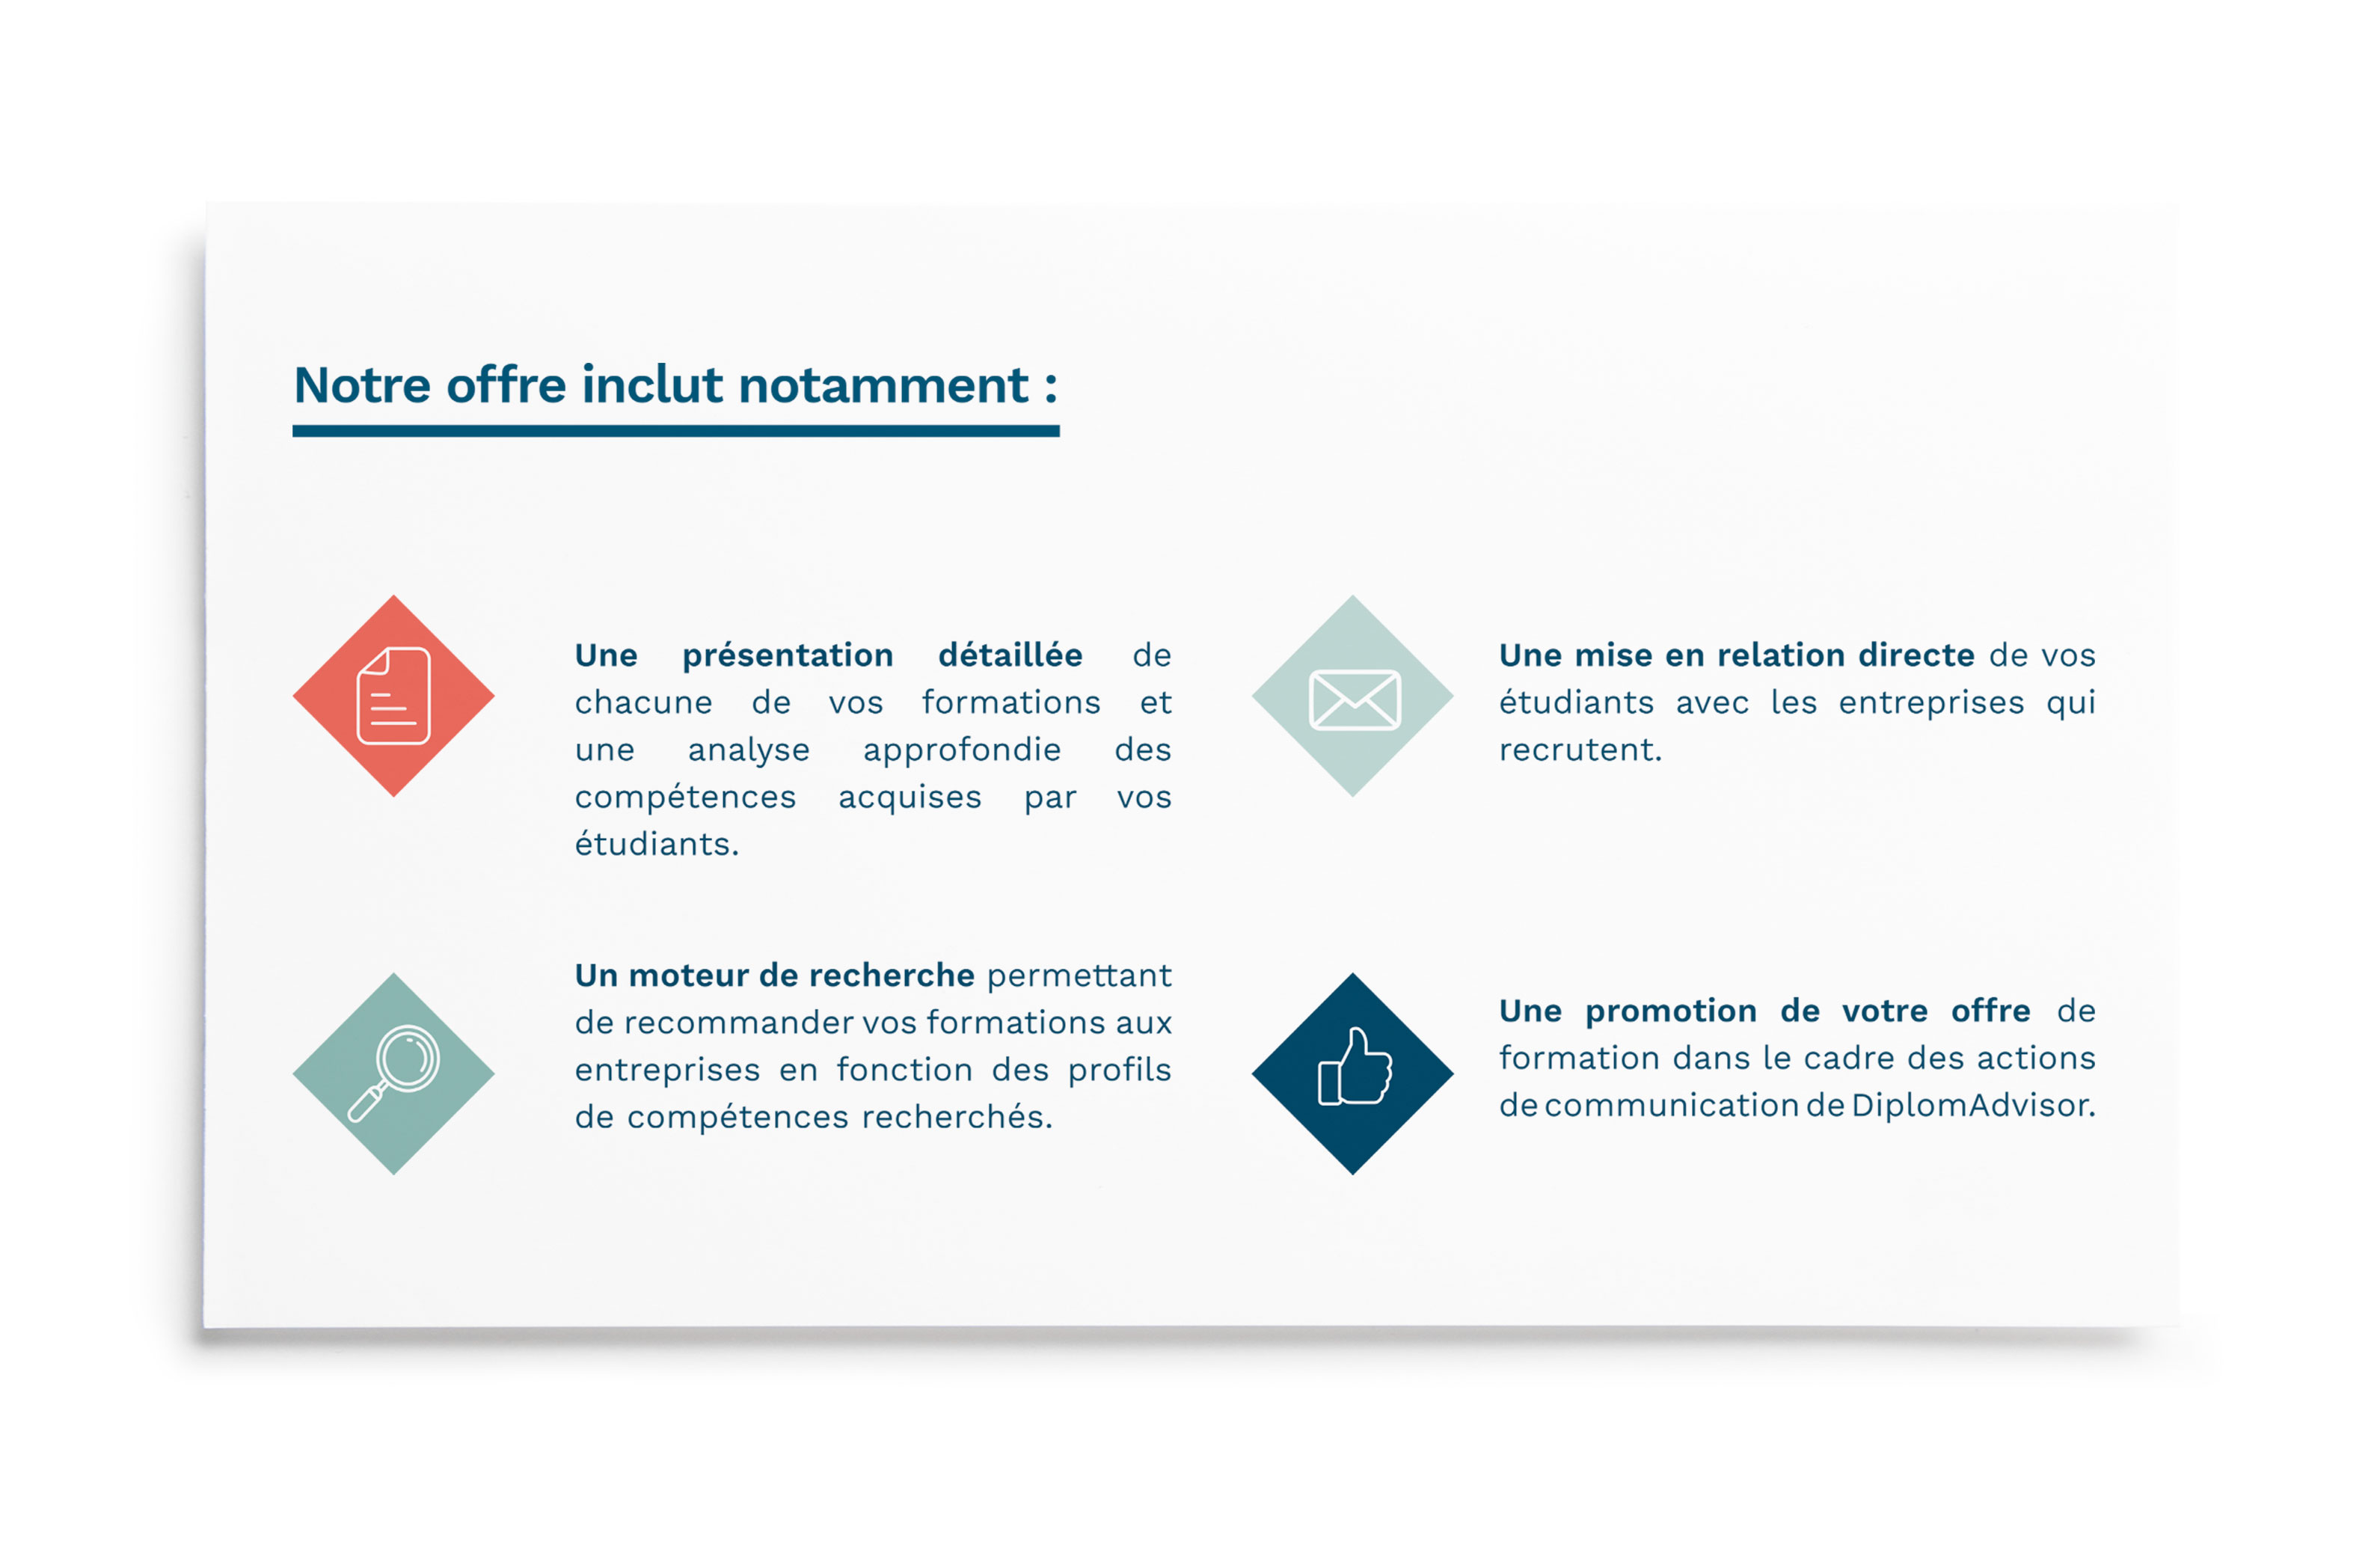 Notre offre inclut notamment :
Une présentation détaillée de
chacune de vos formations et
une analyse approfondie des
compétences acquises par vos
étudiants.
Un moteur de recherche permettant
de recommander vos formations aux
entreprises en fonction des profils
de compétences recherchés.
Une mise en relation directe de vos
étudiants avec les entreprises qui
recrutent.
Une promotion de votre offre de
formation dans le cadre des actions
de communication de DiplomAdvisor.